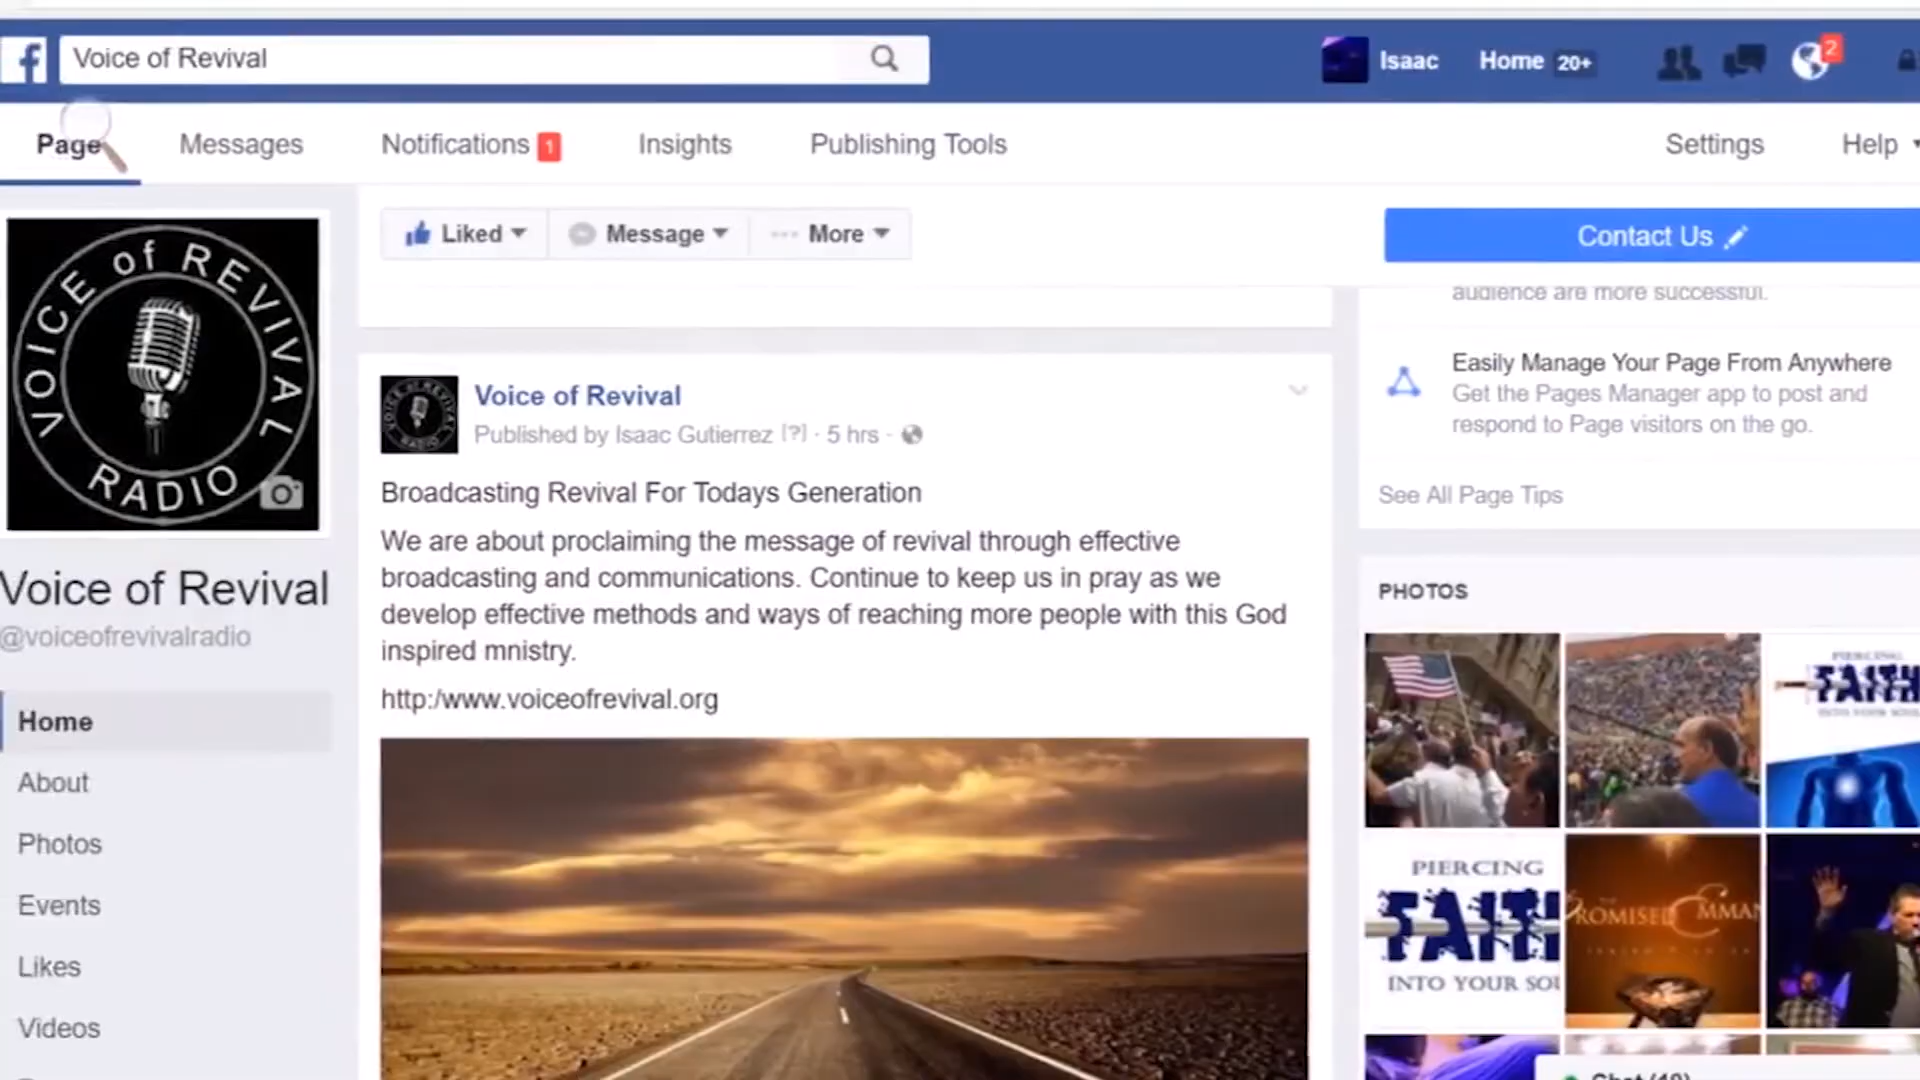 Voice of Revival
Isaac
Home 20+
2
Page
Messages
Notifications 1
Insights
Publishing Tools
Settings
Help
VOICE of REVIVAL
RADIO
Liked
Message
More
Contact Us
audience are more successful.
Easily Manage Your Page From Anywhere
Get the Pages Manager app to post and
respond to Page visitors on the go.
See All Page Tips
Voice of Revival
Published by Isaac Gutierrez [?] · 5 hrs ·
Broadcasting Revival For Todays Generation
We are about proclaiming the message of revival through effective
broadcasting and communications. Continue to keep us in pray as we
develop effective methods and ways of reaching more people with this God
inspired mnistry.
http:/www.voiceofrevival.org
Voice of Revival
@voiceofrevivalradio
Home
About
Photos
Events
Likes
Videos
PHOTOS
PIERCING
FAITH
PIERCING
FAITH
INTO YOUR SOU
PROMISED